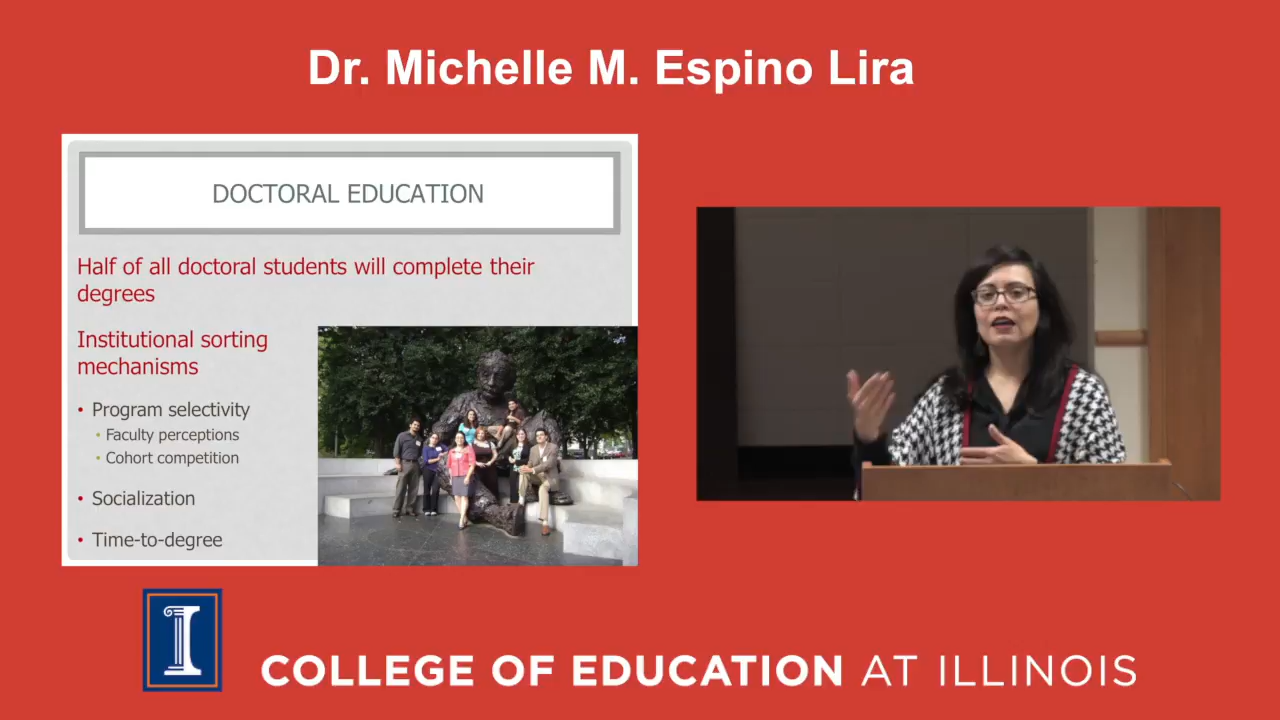 Dr. Michelle M. Espino Lira
DOCTORAL EDUCATION
Half of all doctoral students will complete their
degrees
Institutional sorting
mechanisms
• Program selectivity
• Faculty perceptions
• Cohort competition
• Socialization
• Time-to-degree
I
COLLEGE OF EDUCATION AT ILLINOIS